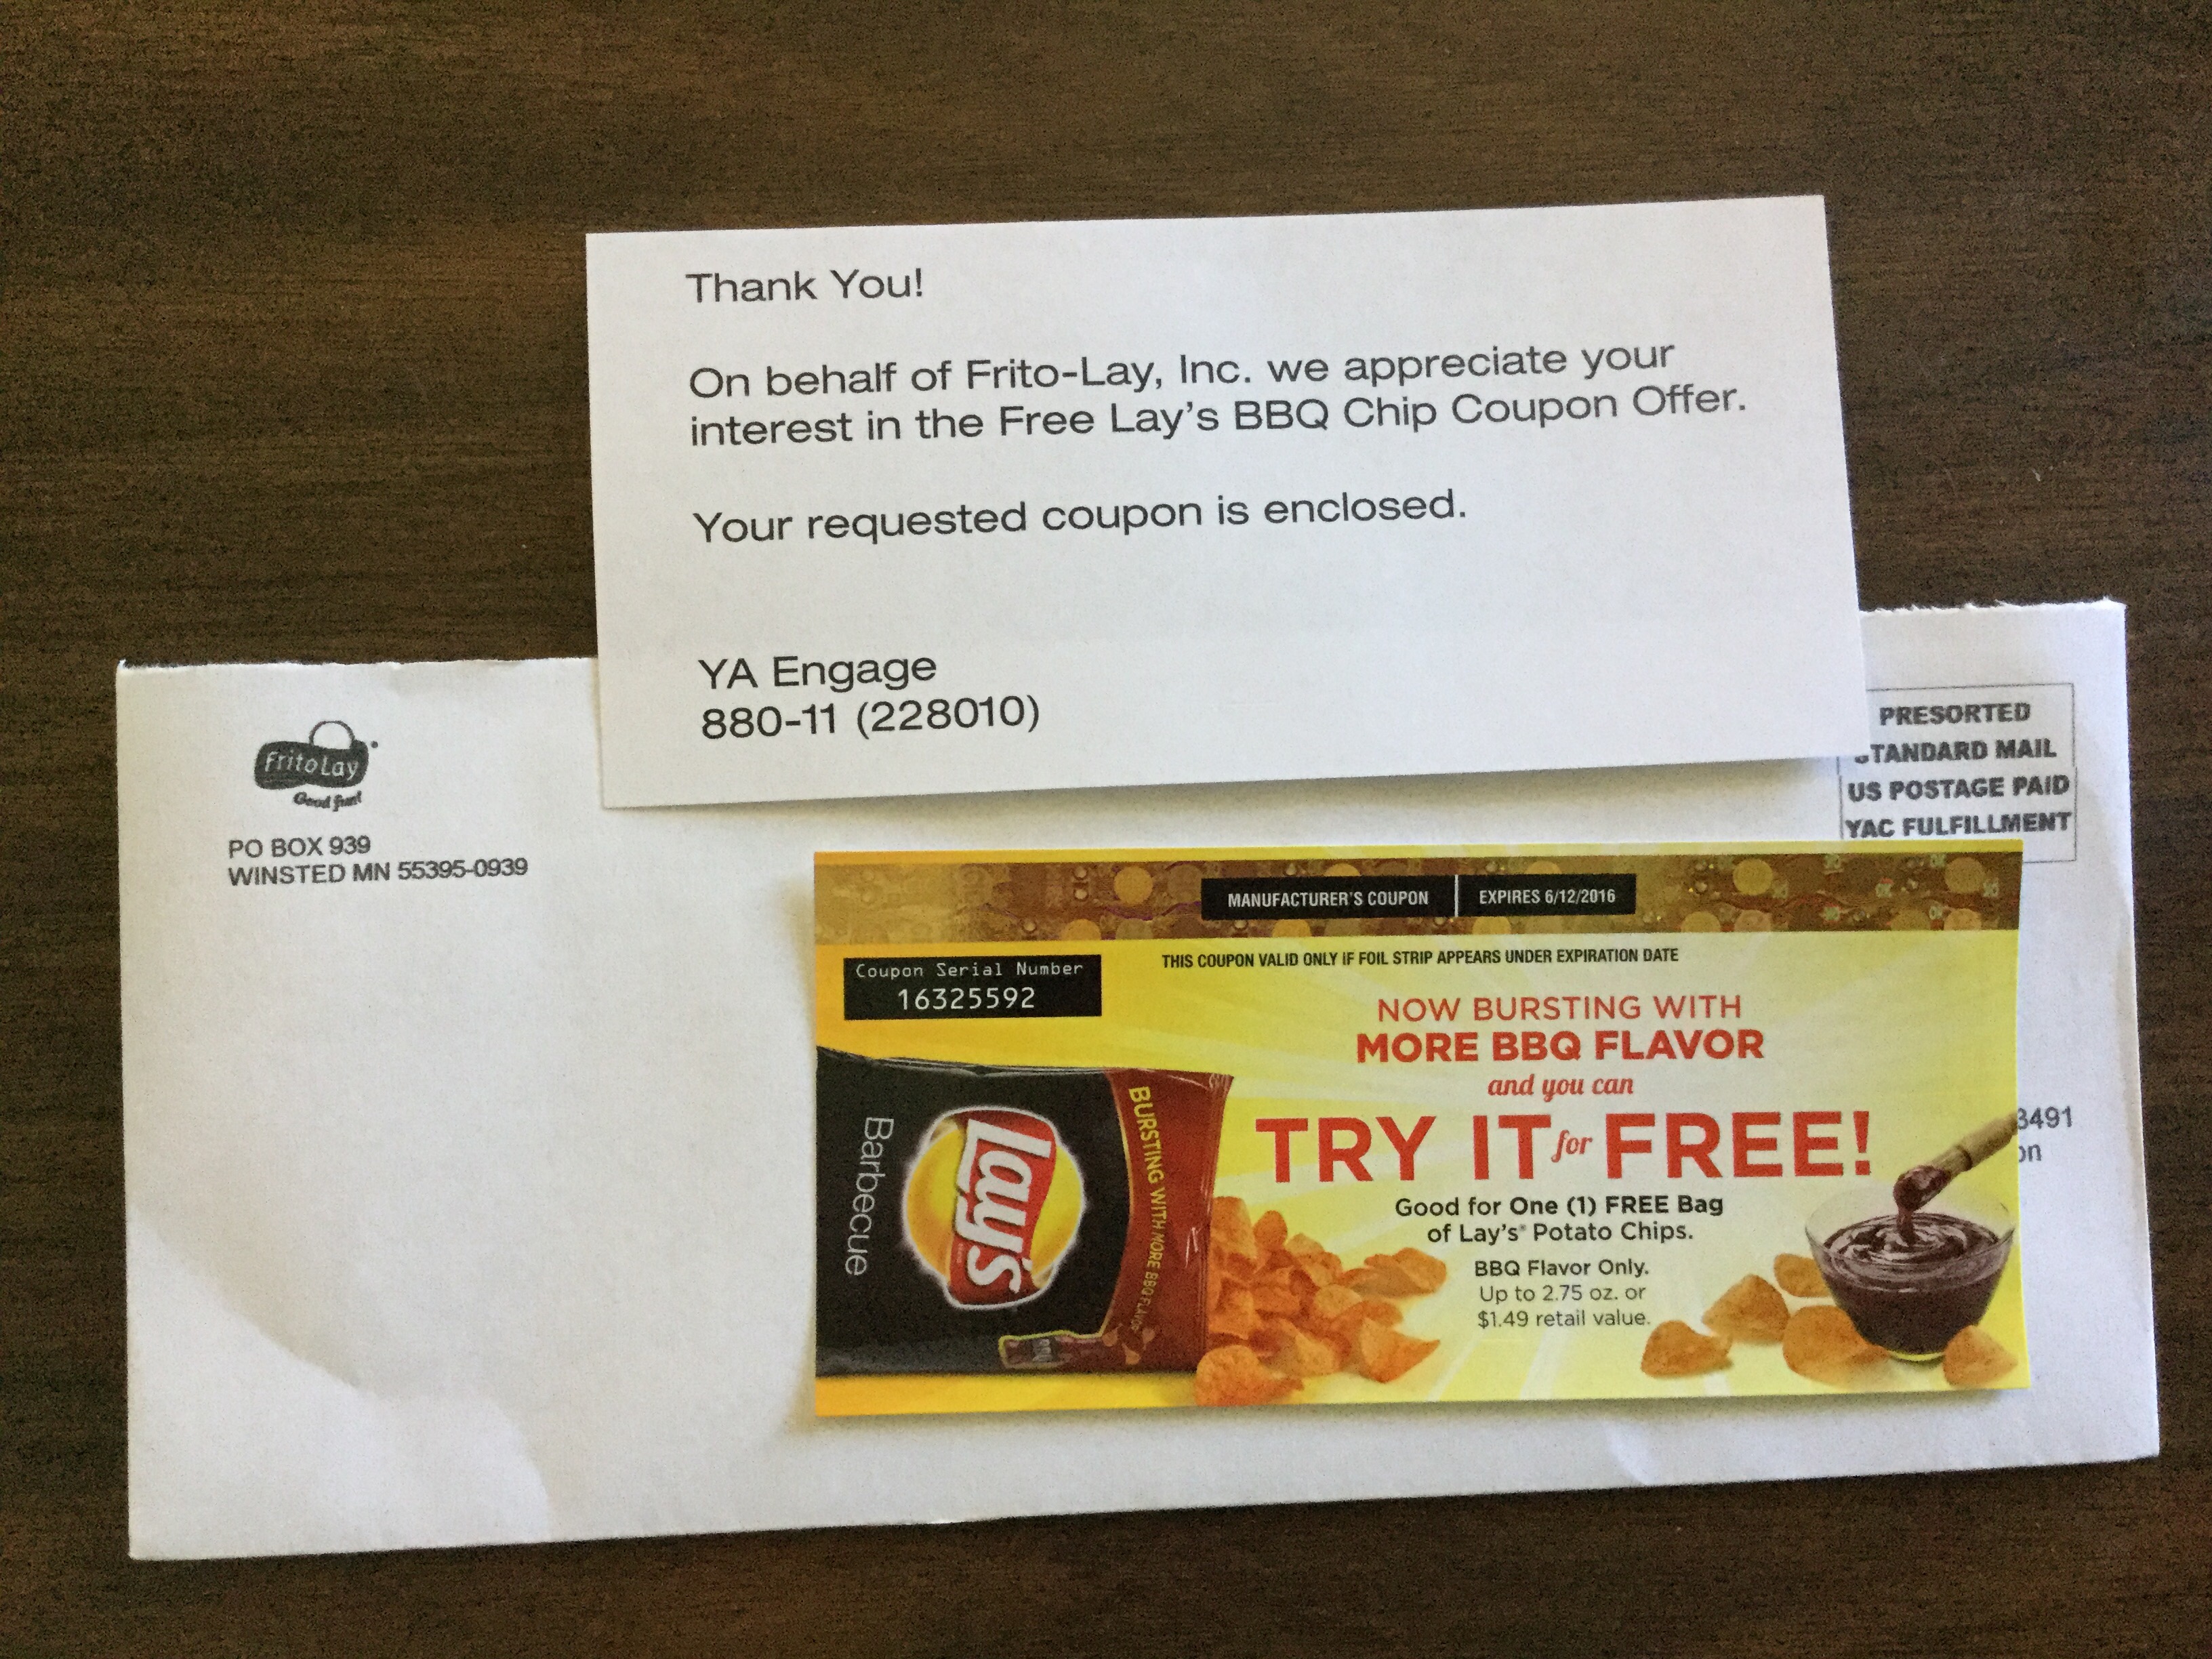 Thank You!
On behalf of Frito-Lay, Inc. we appreciate your
interest in the Free Lay's BBQ Chip Coupon Offer.
Your requested coupon is enclosed.
YA Engage
880-11 (228010)
Frito Lay
Good fun!
PO BOX 939
WINSTED MN 55395-0939
PRESORTED
STANDARD MAIL
US POSTAGE PAID
YAC FULFILLMENT
3491
on
MANUFACTURER'S COUPON
EXPIRES 6/12/2016
THIS COUPON VALID ONLY IF FOIL STRIP APPEARS UNDER EXPIRATION DATE
Coupon Serial Number
16325592
NOW BURSTING WITH
MORE BBQ FLAVOR
and you can
TRY IT for FREE!
Good for One (1) FREE Bag
of Lay's® Potato Chips.
BBQ Flavor Only.
Up to 2.75 oz. or
$1.49 retail value.
BURSTING WITH MORE BBQ FLAVOR
Lay's
Barbecue